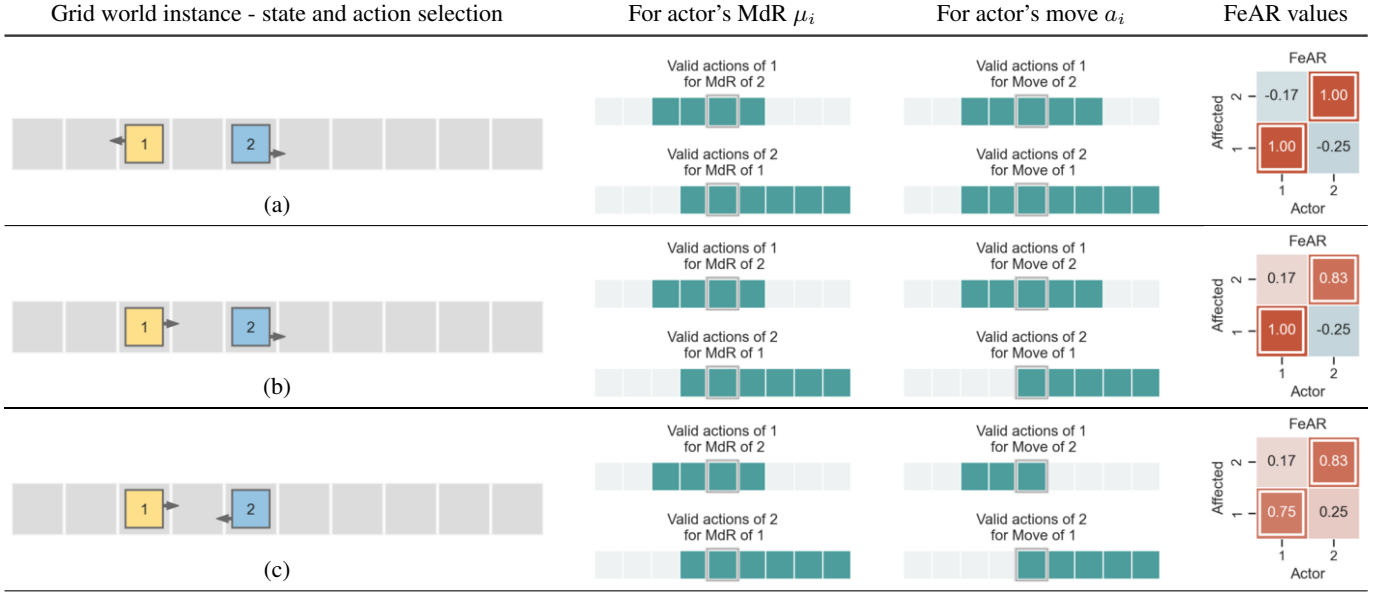 Grid world instance - state and action selection
For actor's MdR μᵢ
For actor's move aᵢ
FeAR values
1
2
(a)
Valid actions of 1
for MdR of 2
Valid actions of 2
for MdR of 1
Valid actions of 1
for Move of 2
Valid actions of 2
for Move of 1
FeAR
Affected
2
-0.17
1.00
1
1.00
-0.25
1
2
Actor
1
2
(b)
Valid actions of 1
for MdR of 2
Valid actions of 2
for MdR of 1
Valid actions of 1
for Move of 2
Valid actions of 2
for Move of 1
FeAR
Affected
2
0.17
0.83
1
1.00
-0.25
1
2
Actor
1
2
(c)
Valid actions of 1
for MdR of 2
Valid actions of 2
for MdR of 1
Valid actions of 1
for Move of 2
Valid actions of 2
for Move of 1
FeAR
Affected
2
0.17
0.83
1
0.75
0.25
1
2
Actor